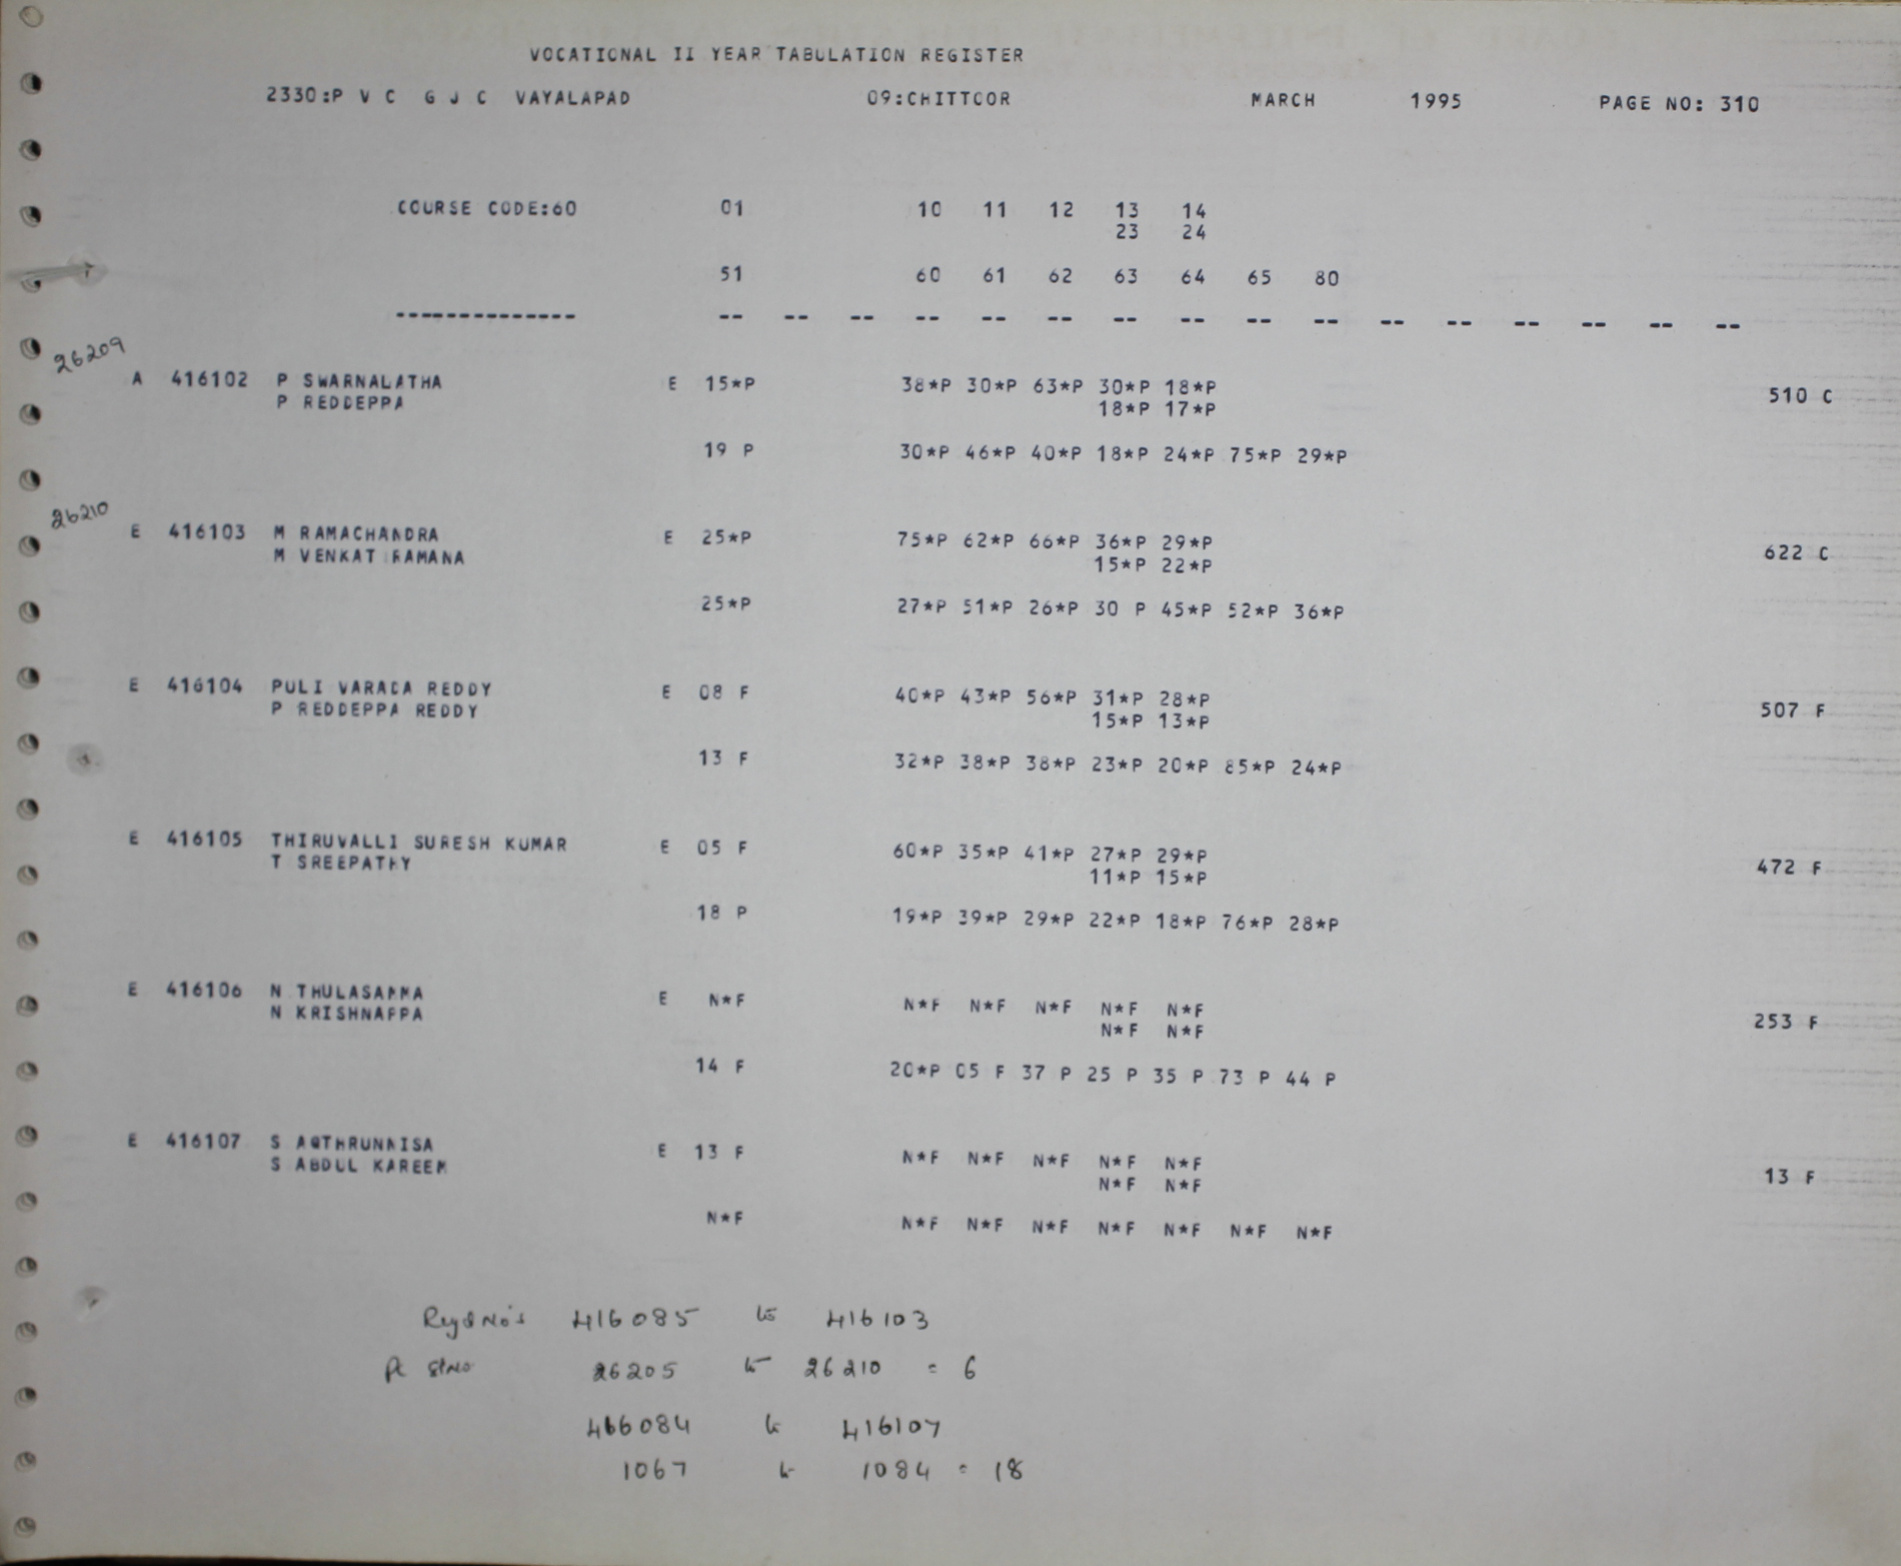 VOCATIONAL II YEAR TABULATION REGISTER
2330:P V C G J C VAYALAPAD 09:CHITTOOR MARCH 1995 PAGE NO: 310
COURSE CODE:60 01 10 11 12 13 14
23 24
51 60 61 62 63 64 65 80
-------------- -- -- -- -- -- -- -- -- -- -- -- -- -- -- -- --
26209
A 416102 P SWARNALATHA E 15*P 38*P 30*P 63*P 30*P 18*P
P REDDEPPA 18*P 17*P 510 C
19 P 30*P 46*P 40*P 18*P 24*P 75*P 29*P
26210
E 416103 M RAMACHANDRA E 25*P 75*P 62*P 66*P 36*P 29*P
M VENKAT RAMANA 15*P 22*P 622 C
25*P 27*P 51*P 26*P 30 P 45*P 52*P 36*P
E 416104 PULI VARADA REDDY E 08 F 40*P 43*P 56*P 31*P 28*P
P REDDEPPA REDDY 15*P 13*P 507 F
13 F 32*P 38*P 38*P 23*P 20*P 85*P 24*P
E 416105 THIRUVALLI SURESH KUMAR E 05 F 60*P 35*P 41*P 27*P 29*P
T SREEPATHY 11*P 15*P 472 F
18 P 19*P 39*P 29*P 22*P 18*P 76*P 28*P
E 416106 N THULASAMMA E N*F N*F N*F N*F N*F N*F
N KRISHNAPPA N*F N*F 253 F
14 F 20*P 05 F 37 P 25 P 35 P 73 P 44 P
E 416107 S AQTHRUNNISA E 13 F N*F N*F N*F N*F N*F
S ABDUL KAREEM N*F N*F 13 F
N*F N*F N*F N*F N*F N*F N*F N*F
Regd No's 416085 to 416103
Pc Slno 26205 to 26210 = 6
416084 to 416107
1067 to 1084 = 18